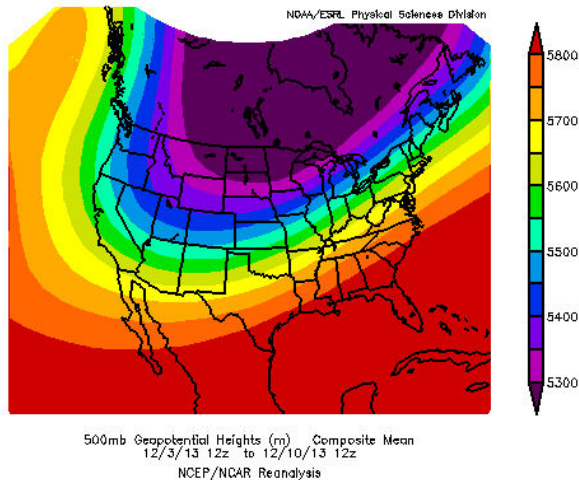 NOAA/ESRL Physical Sciences Division
5800
5700
5600
5500
5400
5300
500mb Geopotential Heights (m) Composite Mean
12/3/13 12z to 12/10/13 12z
NCEP/NCAR Reanalysis